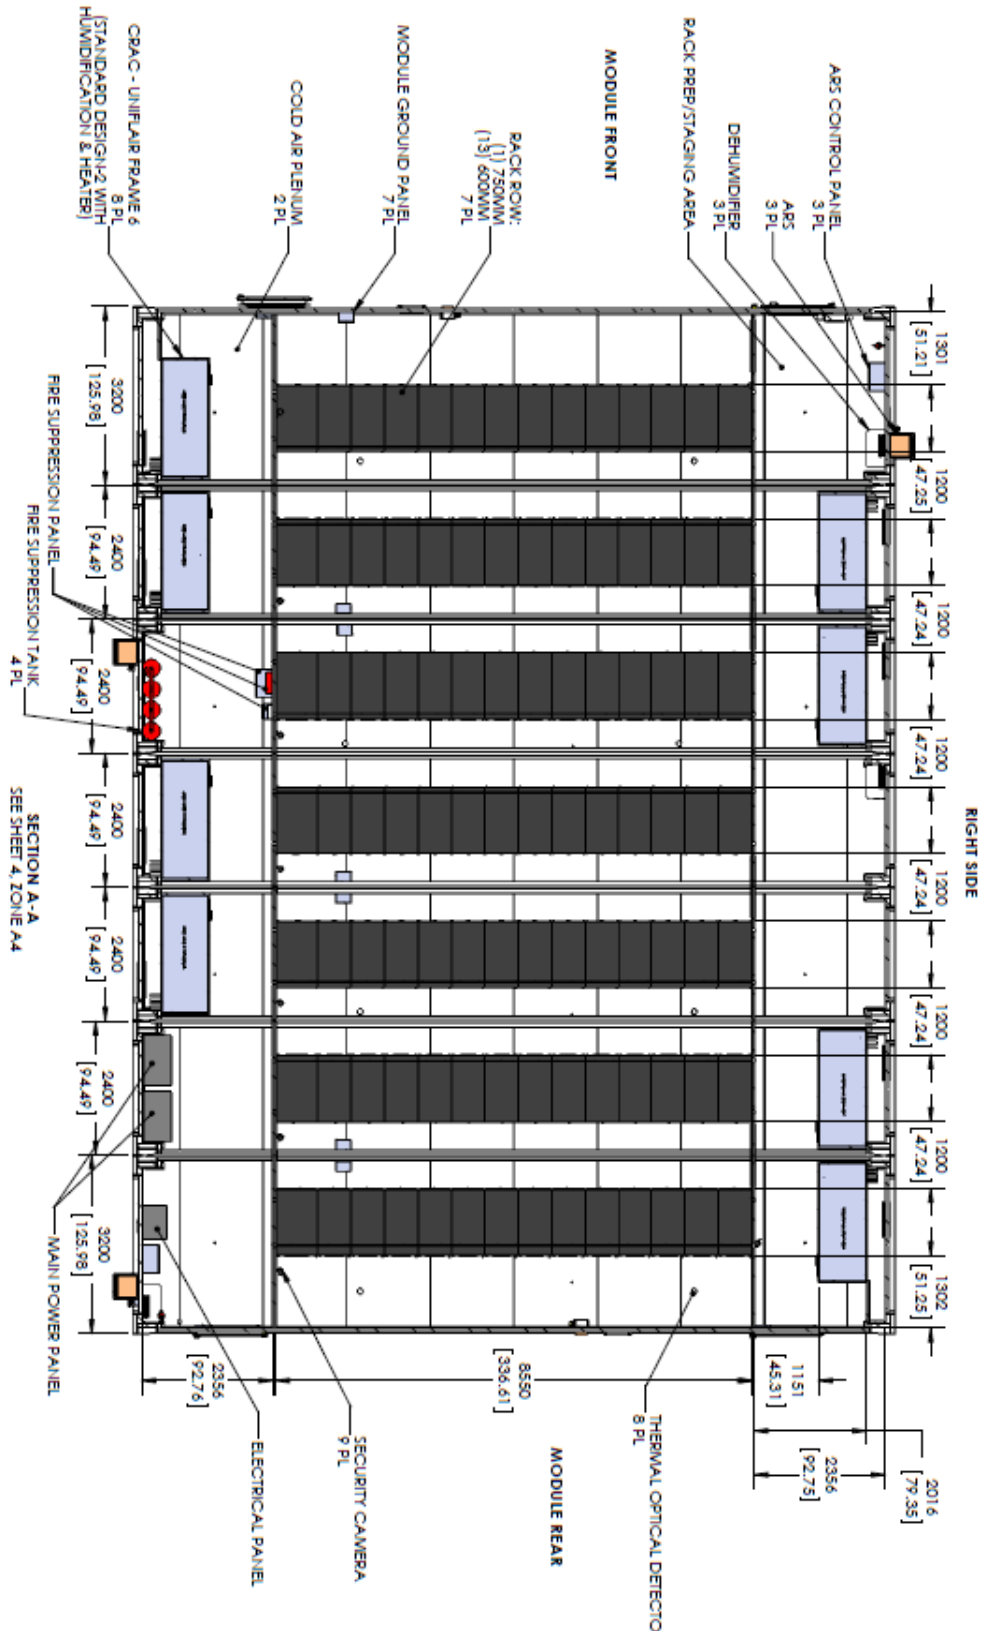 RIGHT SIDE
MODULE FRONT
MODULE REAR
ARS CONTROL PANEL
3 PL
ARS
3 PL
DEHUMIDIFIER
3 PL
RACK PREP/STAGING AREA
RACK ROW:
(1) 750MM
(13) 600MM
7 PL
MODULE GROUND PANEL
7 PL
COLD AIR PLENUM
2 PL
CRAC - UNIFLAIR FRAME 6
8 PL
(STANDARD DESIGN-2 WITH
HUMIDIFICATION & HEATER)
1301
[51.21]
1200
[47.25]
1200
[47.24]
1200
[47.24]
1200
[47.24]
1200
[47.24]
1200
[47.24]
1302
[51.25]
2016
[79.35]
2356
[92.75]
1151
[45.31]
8550
[336.61]
2356
[92.76]
THERMAL OPTICAL DETECTO
8 PL
SECURITY CAMERA
9 PL
ELECTRICAL PANEL
3200
[125.98]
2400
[94.49]
2400
[94.49]
2400
[94.49]
2400
[94.49]
2400
[94.49]
3200
[125.98]
FIRE SUPPRESSION PANEL
FIRE SUPPRESSION TANK
4 PL
MAIN POWER PANEL
SECTION A-A
SEE SHEET 4, ZONE A4